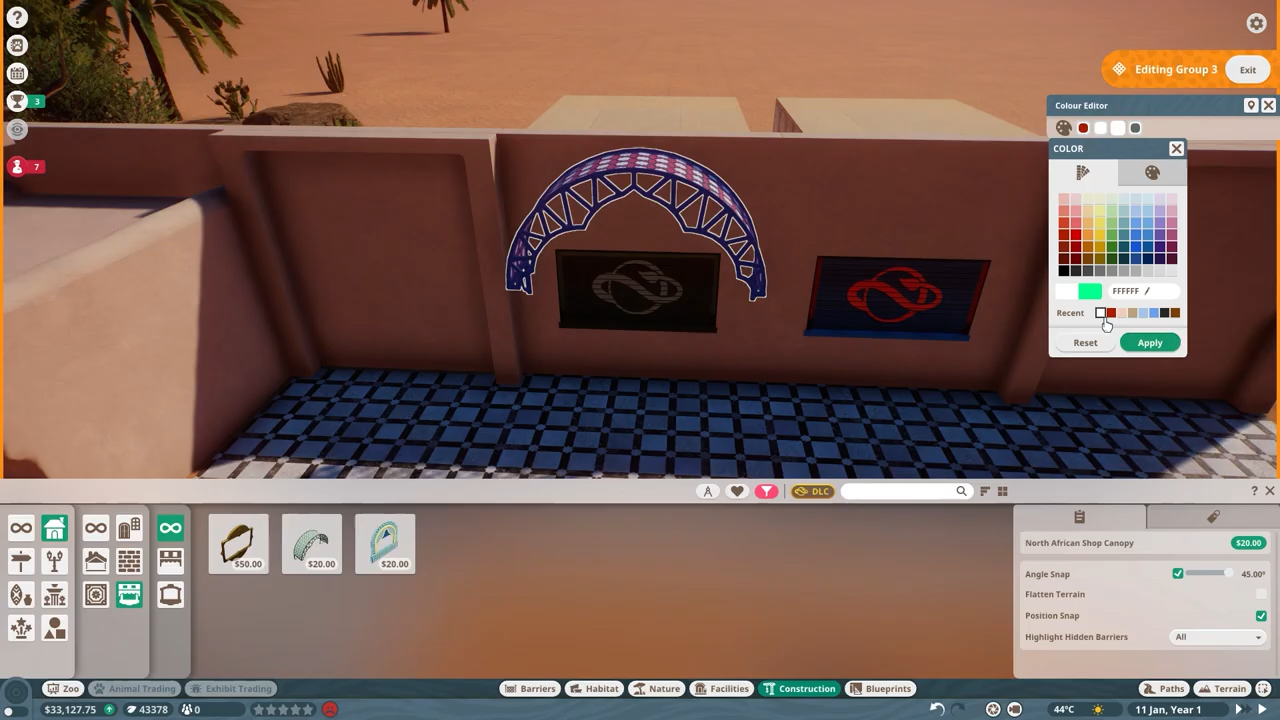 ?
3
7
Editing Group 3
Exit
Colour Editor
COLOR
FFFFFF /
Recent
Reset
Apply
DLC
?
$50.00
$20.00
$20.00
North African Shop Canopy
$20.00
Angle Snap
45.00°
Flatten Terrain
Position Snap
Highlight Hidden Barriers
All
Zoo
Animal Trading
Exhibit Trading
Barriers
Habitat
Nature
Facilities
Construction
Blueprints
Paths
Terrain
$33,127.75
43378
0
44°C
11 Jan, Year 1